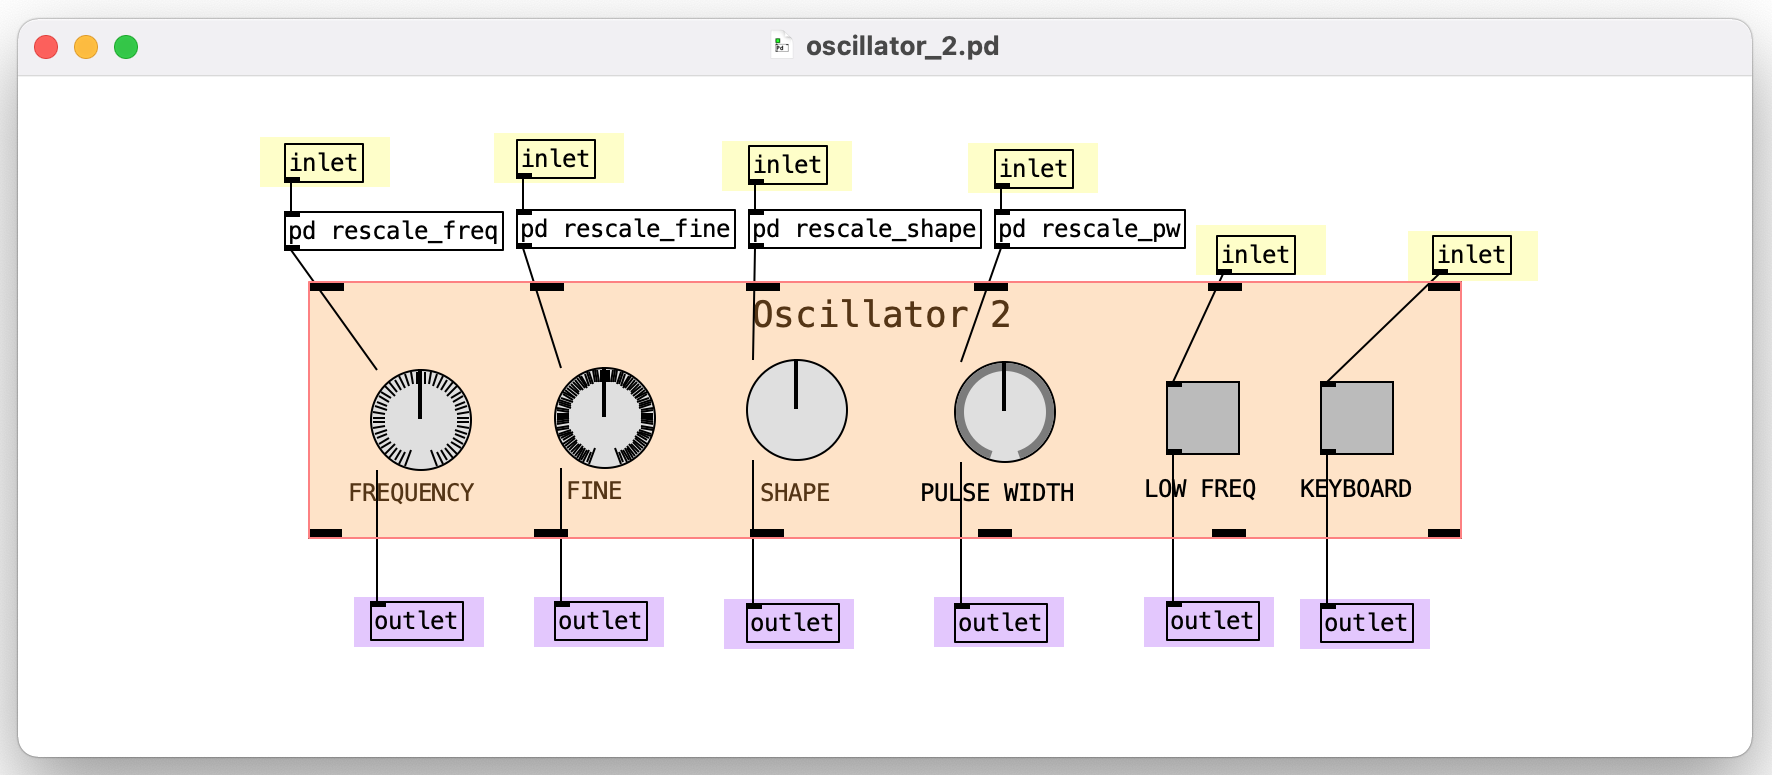 oscillator_2.pd
inlet
inlet
inlet
inlet
pd rescale_freq
pd rescale_fine
pd rescale_shape
pd rescale_pw
inlet
inlet
Oscillator 2
FREQUENCY
FINE
SHAPE
PULSE WIDTH
LOW FREQ
KEYBOARD
outlet
outlet
outlet
outlet
outlet
outlet